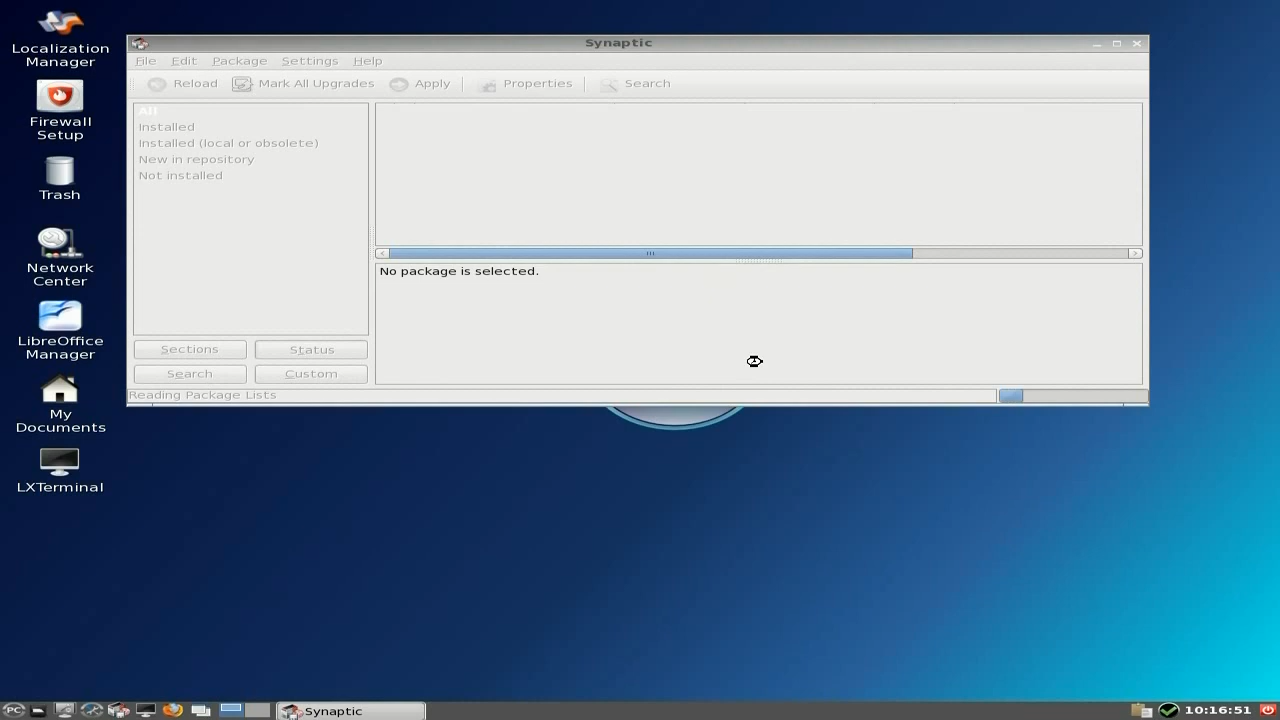 Localization
Manager
Firewall
Setup
Trash
Network
Center
LibreOffice
Manager
My
Documents
LXTerminal
Synaptic
File Edit Package Settings Help
Reload Mark All Upgrades Apply Properties Search
All
Installed
Installed (local or obsolete)
New in repository
Not installed
No package is selected.
Sections Status
Search Custom
Reading Package Lists
PC Synaptic 10:16:51